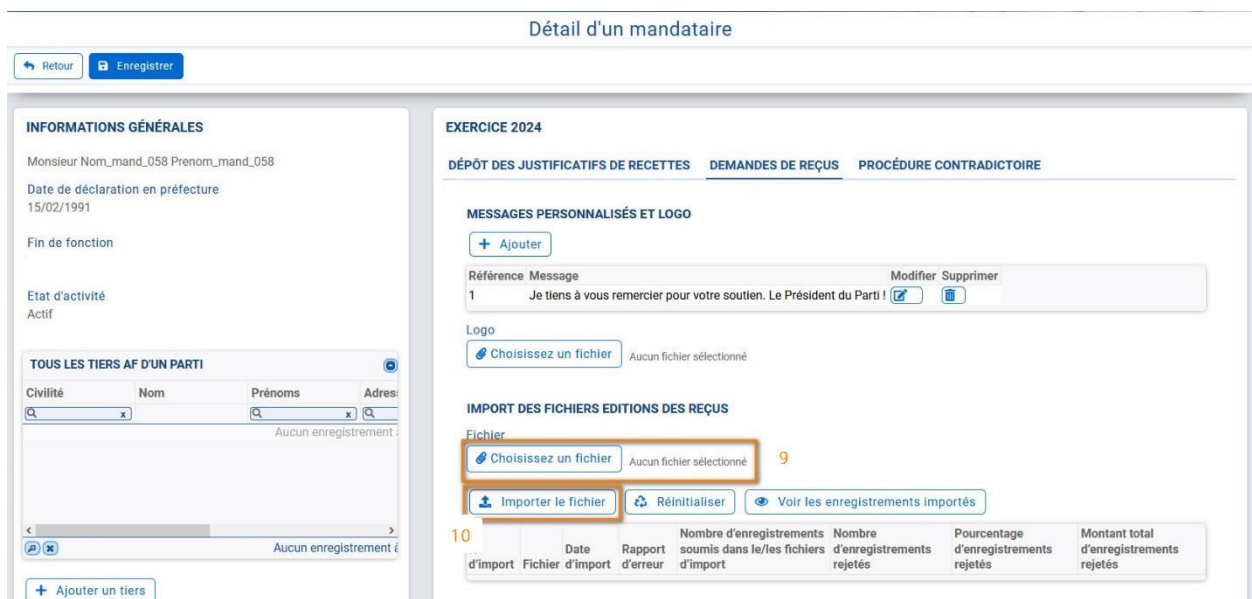 Détail d'un mandataire
Retour
Enregistrer
INFORMATIONS GÉNÉRALES
Monsieur Nom_mand_058 Prenom_mand_058
Date de déclaration en préfecture
15/02/1991
Fin de fonction
Etat d'activité
Actif
TOUS LES TIERS AF D'UN PARTI
Civilité Nom Prénoms
x x
Aucun enregistrement
Aucun enregistrement
+ Ajouter un tiers
EXERCICE 2024
DÉPÔT DES JUSTIFICATIFS DE RECETTES DEMANDES DE REÇUS PROCÉDURE CONTRADICTOIRE
MESSAGES PERSONNALISÉS ET LOGO
+ Ajouter
Référence Message Modifier Supprimer
1 Je tiens à vous remercier pour votre soutien. Le Président du Parti !
Logo
Choisissez un fichier Aucun fichier sélectionné
IMPORT DES FICHIERS EDITIONS DES REÇUS
Fichier
Choisissez un fichier Aucun fichier sélectionné 9
Importer le fichier Réinitialiser Voir les enregistrements importés
10
Nombre d'enregistrements Nombre Pourcentage Montant total
Date Rapport soumis dans le/les fichiers d'enregistrements d'enregistrements d'enregistrements
d'import Fichier d'import d'erreur d'import rejetés rejetés rejetés